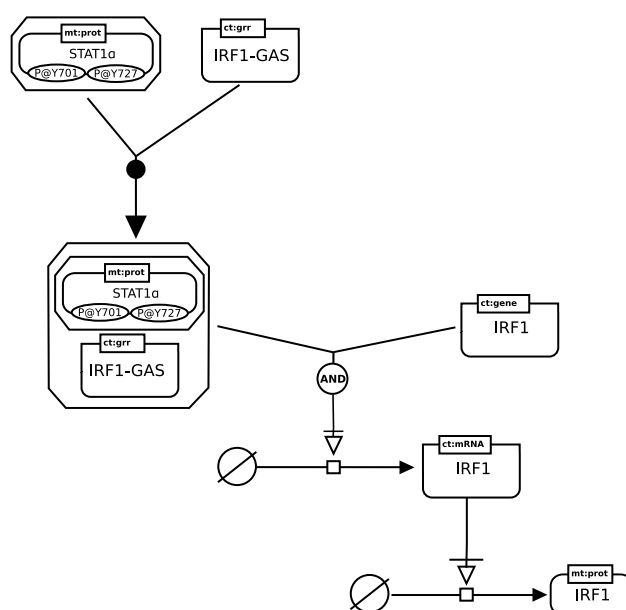 mt:prot
STAT1α
P@Y701 P@Y727
ct:grr
IRF1-GAS
mt:prot
STAT1α
P@Y701 P@Y727
ct:grr
IRF1-GAS
ct:gene
IRF1
AND
ct:mRNA
IRF1
mt:prot
IRF1